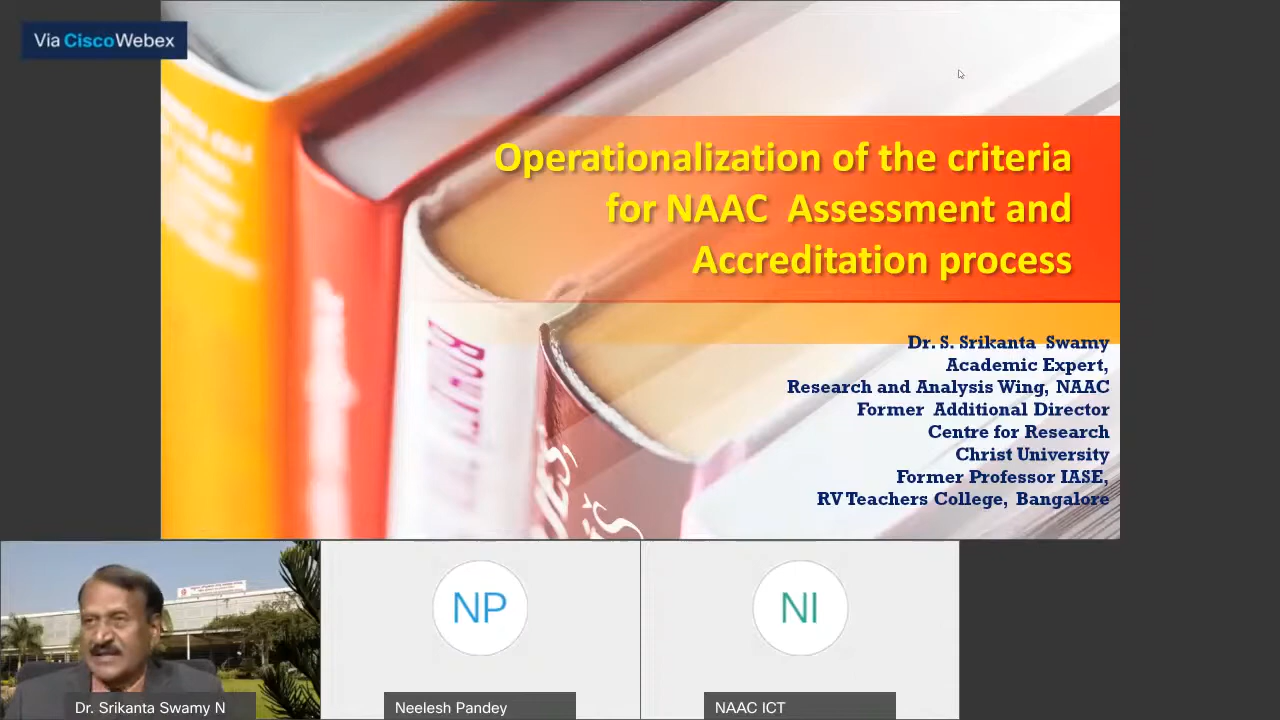 Via CiscoWebex
Operationalization of the criteria
for NAAC Assessment and
Accreditation process
Dr. S. Srikanta Swamy
Academic Expert,
Research and Analysis Wing, NAAC
Former Additional Director
Centre for Research
Christ University
Former Professor IASE,
RV Teachers College, Bangalore
NP
NI
Dr. Srikanta Swamy N
Neelesh Pandey
NAAC ICT